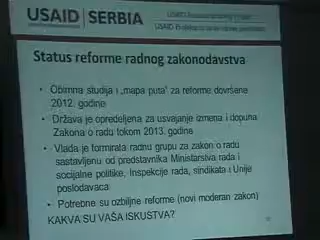 USAID | SERBIA
Status reforme radnog zakonodavstva
• Obimna studija i „mapa puta" za reforme dovršene
2012. godine
• Država je opredeljena za usvajanje izmena i dopuna
Zakona o radu tokom 2013. godine
• Vlada je formirala radnu grupu za zakon o radu
sastavljenu od predstavnika Ministarstva rada i
socijalne politike, Inspekcije rada, sindikata i Unije
poslodavaca
• Potrebne su ozbiljne reforme (novi moderan zakon)
KAKVA SU VAŠA ISKUSTVA?